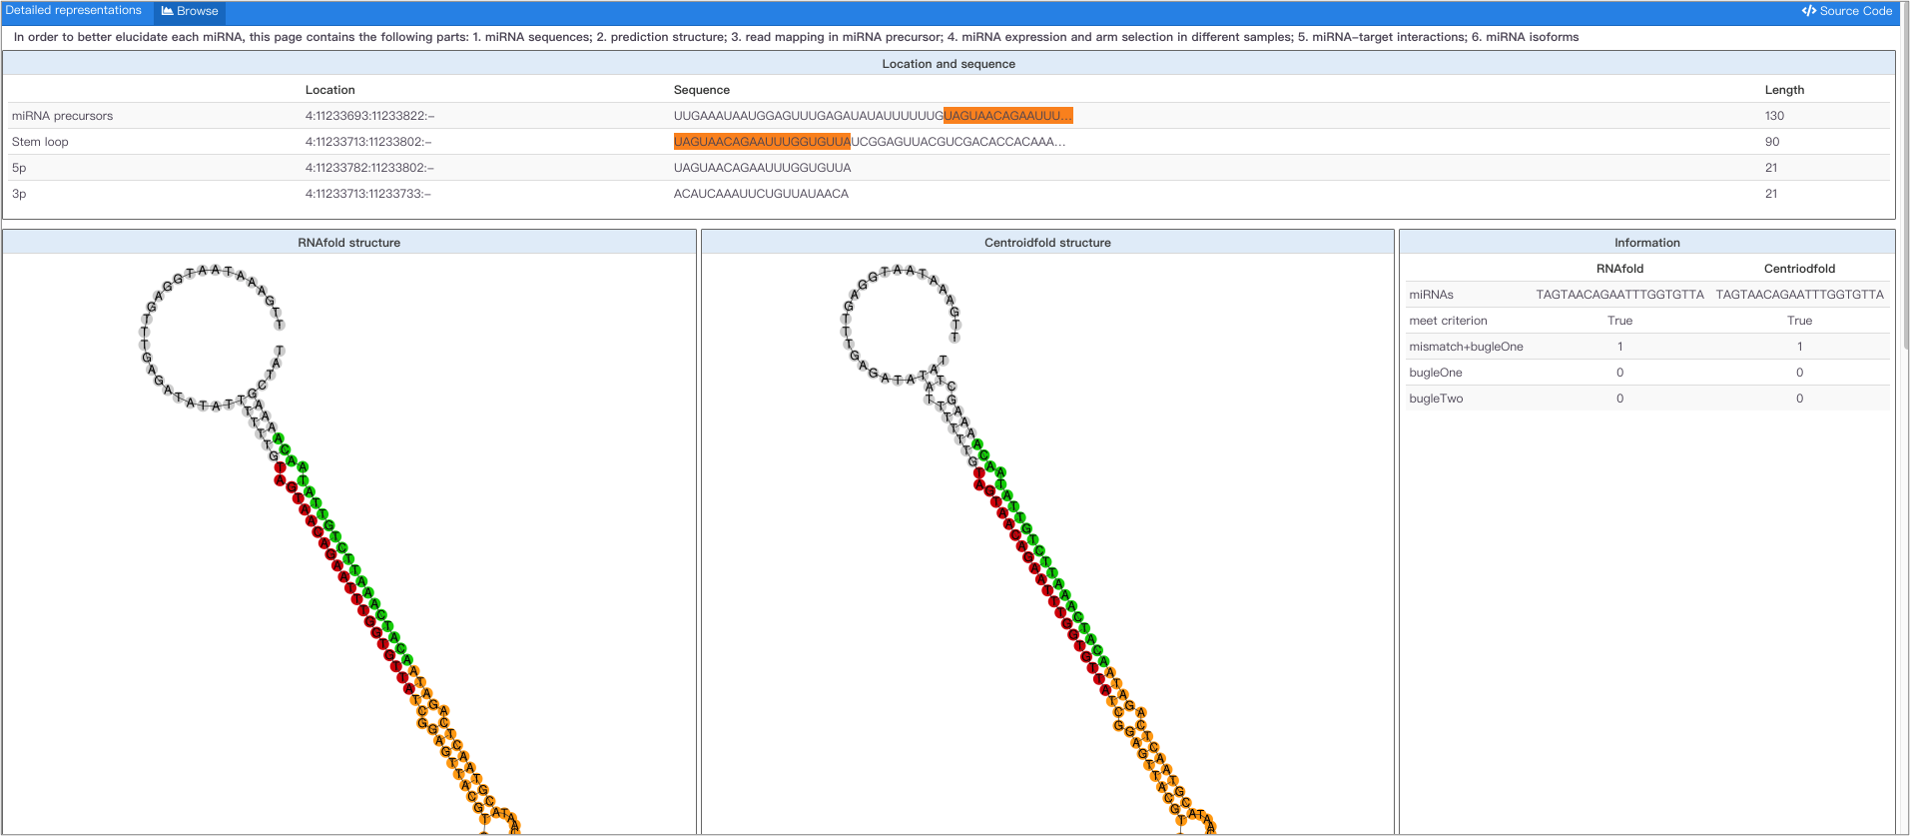 Detailed representations Browse Source Code
In order to better elucidate each miRNA, this page contains the following parts: 1. miRNA sequences; 2. prediction structure; 3. read mapping in miRNA precursor; 4. miRNA expression and arm selection in different samples; 5. miRNA-target interactions; 6. miRNA isoforms
Location and sequence
Location Sequence Length
miRNA precursors 4:11233693:11233822:- UUGAAAUAAUGGAGUUUGAGAUAUAUUUUUUGUAGUAACAGAAUUU... 130
Stem loop 4:11233713:11233802:- UAGUAACAGAAUUUGGUGUUAUCGGAGUUACGUCGACACCACAAA... 90
5p 4:11233782:11233802:- UAGUAACAGAAUUUGGUGUUA 21
3p 4:11233713:11233733:- ACAUCAAAUUCUGUUAUAACA 21
RNAfold structure
Centroidfold structure
Information
RNAfold Centriodfold
miRNAs TAGTAACAGAATTTGGTGTTA TAGTAACAGAATTTGGTGTTA
meet criterion True True
mismatch+bugleOne 1 1
bugleOne 0 0
bugleTwo 0 0